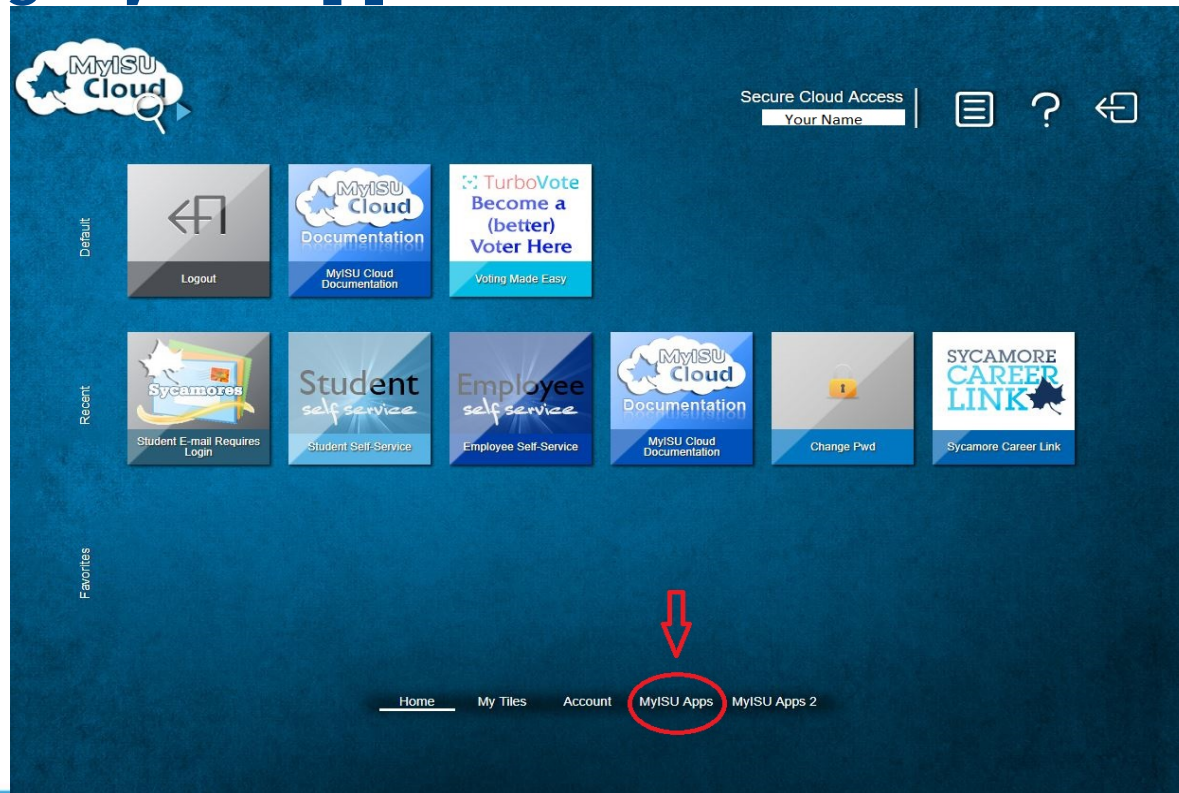 MyISU
Cloud
Secure Cloud Access
Your Name
Default
Logout
MyISU
Cloud
Documentation
MyISU Cloud
Documentation
TurboVote
Become a
(better)
Voter Here
Voting Made Easy
Recent
Sycamores
Student E-mail Requires
Login
Student
self service
Student Self-Service
Employee
self service
Employee Self-Service
MyISU
Cloud
Documentation
MyISU Cloud
Documentation
Change Pwd
SYCAMORE
CAREER
LINK
Sycamore Career Link
Favorites
Home My Tiles Account MyISU Apps MyISU Apps 2